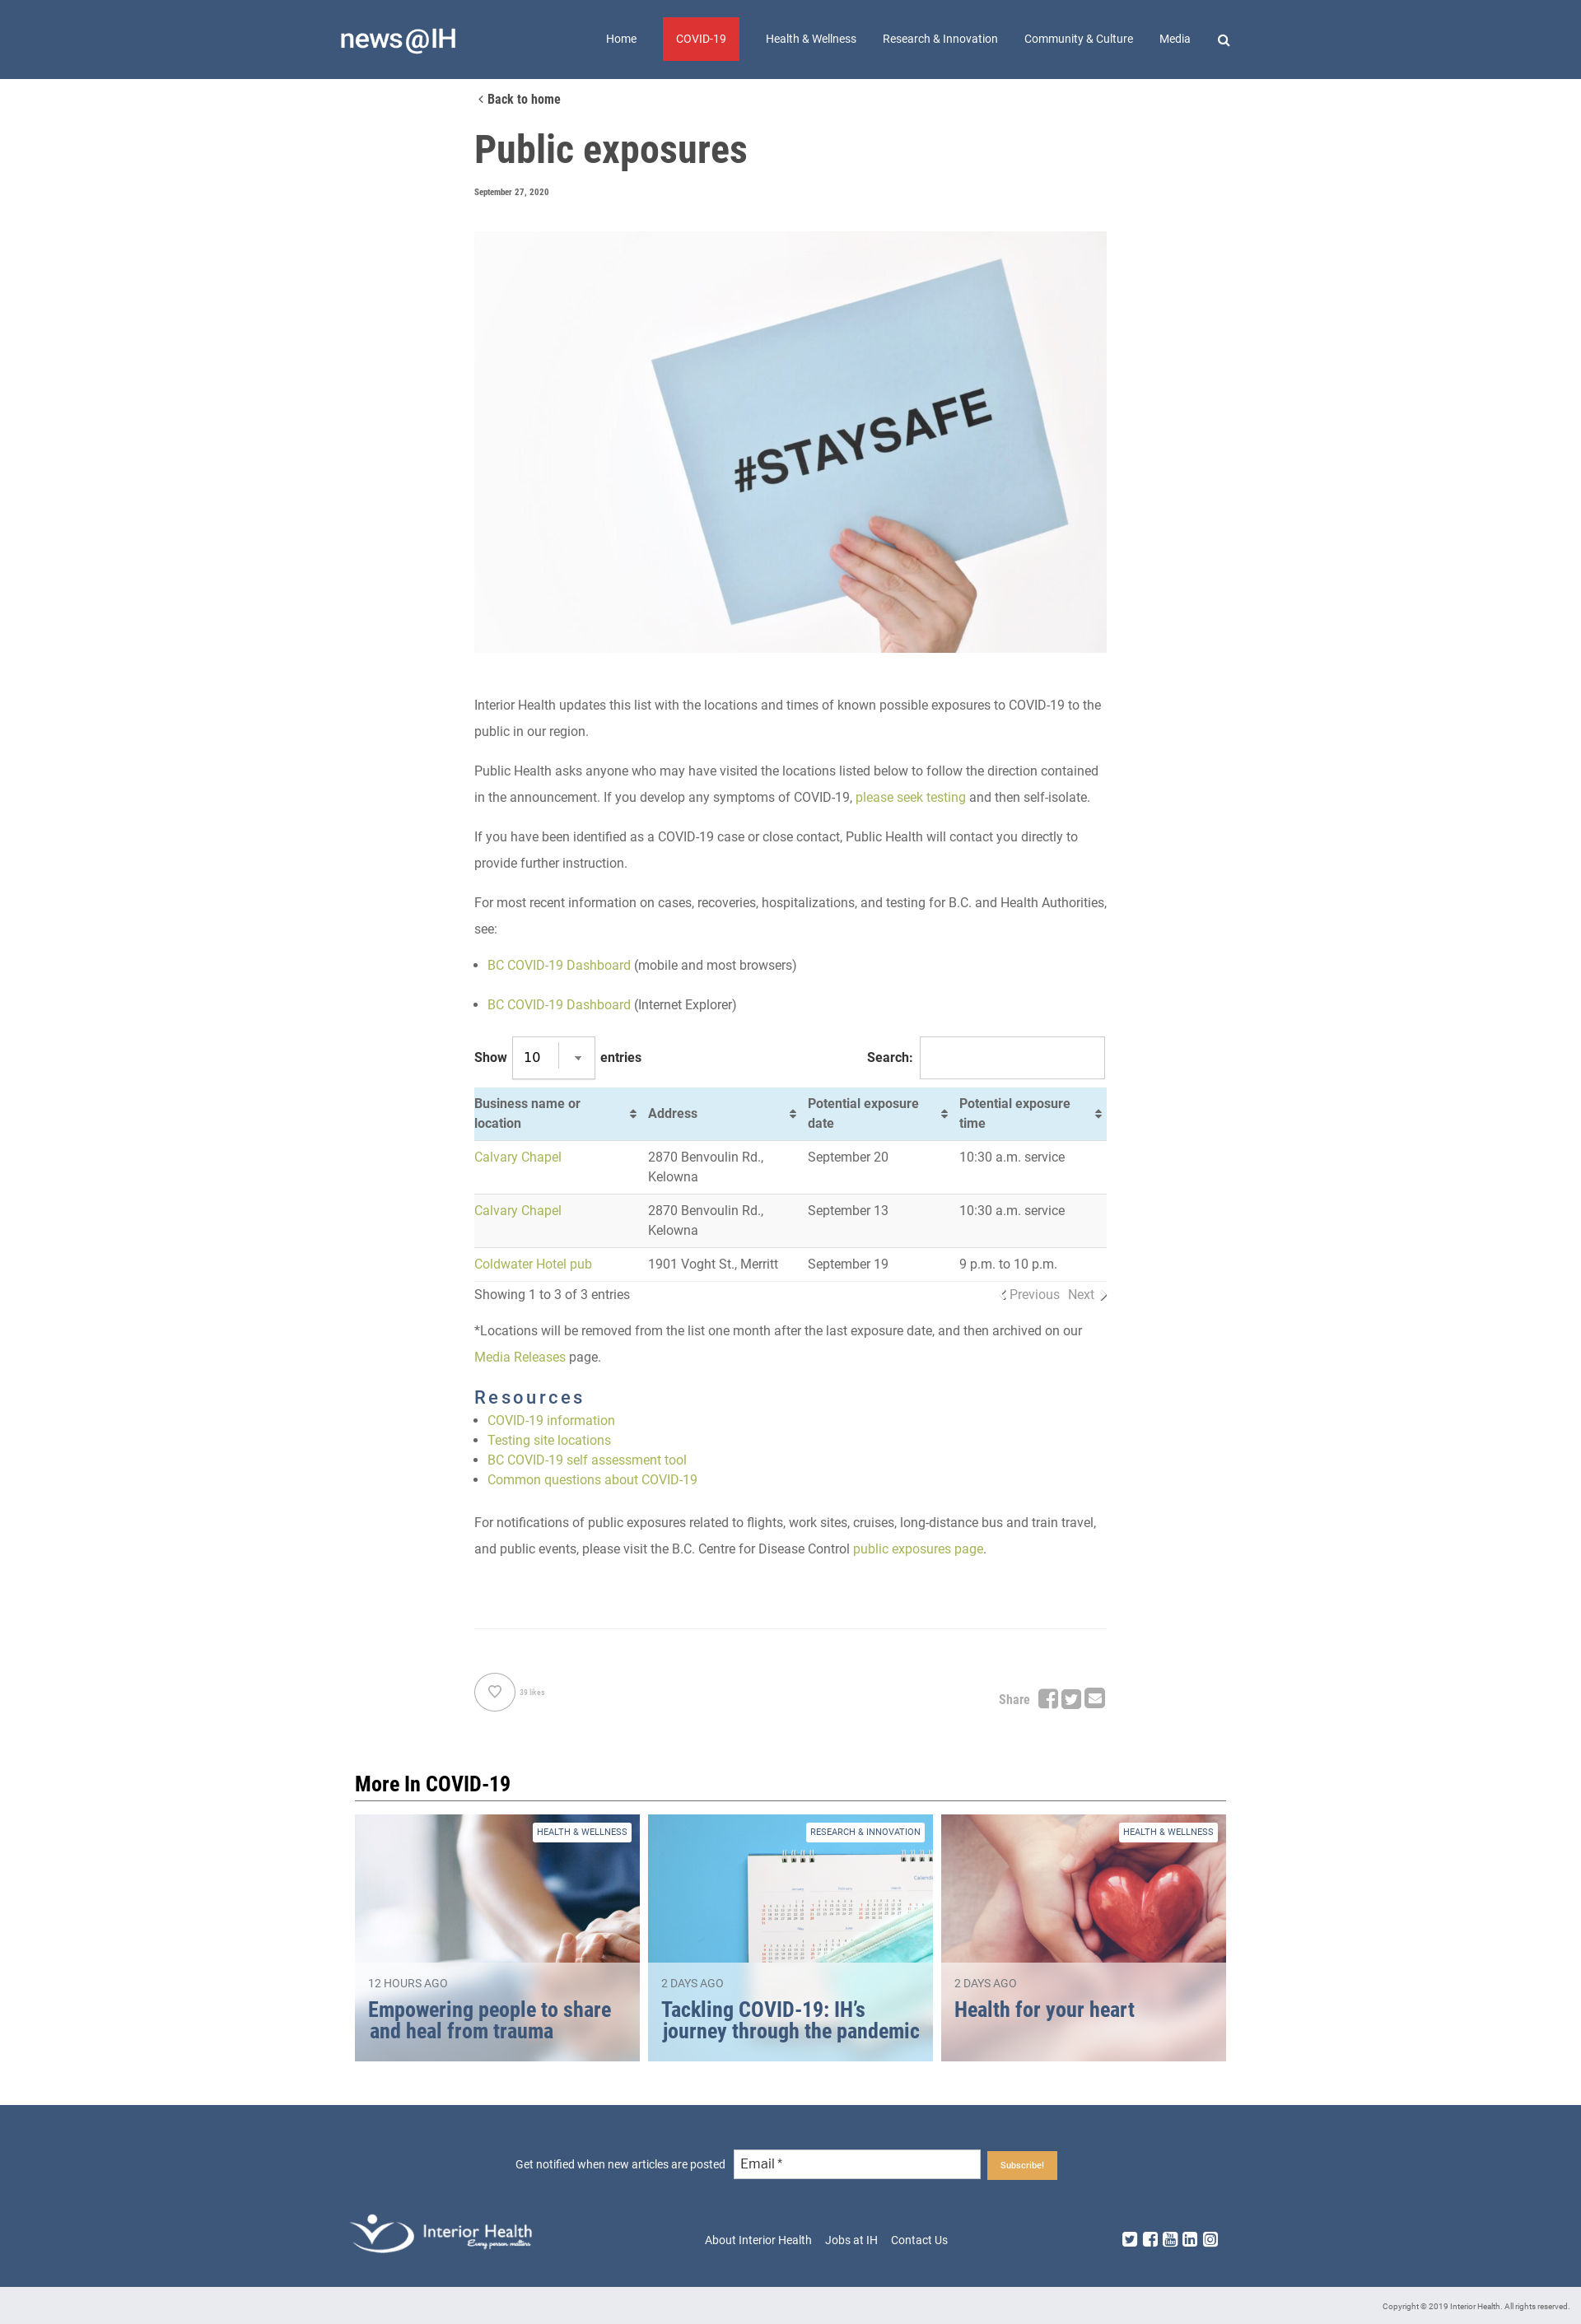 news@IH
Home
COVID-19
Health & Wellness
Research & Innovation
Community & Culture
Media
Back to home
Public exposures
September 27, 2020
#STAYSAFE
Interior Health updates this list with the locations and times of known possible exposures to COVID-19 to the
public in our region.
Public Health asks anyone who may have visited the locations listed below to follow the direction contained
in the announcement. If you develop any symptoms of COVID-19, please seek testing and then self-isolate.
If you have been identified as a COVID-19 case or close contact, Public Health will contact you directly to
provide further instruction.
For most recent information on cases, recoveries, hospitalizations, and testing for B.C. and Health Authorities,
see:
BC COVID-19 Dashboard (mobile and most browsers)
BC COVID-19 Dashboard (Internet Explorer)
Show 10 entries
Search:
Business name or
location
Address
Potential exposure
date
Potential exposure
time
Calvary Chapel
2870 Benvoulin Rd.,
Kelowna
September 20
10:30 a.m. service
Calvary Chapel
2870 Benvoulin Rd.,
Kelowna
September 13
10:30 a.m. service
Coldwater Hotel pub
1901 Voght St., Merritt
September 19
9 p.m. to 10 p.m.
Showing 1 to 3 of 3 entries
Previous
Next
*Locations will be removed from the list one month after the last exposure date, and then archived on our
Media Releases page.
Resources
COVID-19 information
Testing site locations
BC COVID-19 self assessment tool
Common questions about COVID-19
For notifications of public exposures related to flights, work sites, cruises, long-distance bus and train travel,
and public events, please visit the B.C. Centre for Disease Control public exposures page.
39 likes
Share
More In COVID-19
HEALTH & WELLNESS
12 HOURS AGO
Empowering people to share
and heal from trauma
RESEARCH & INNOVATION
2 DAYS AGO
Tackling COVID-19: IH’s
journey through the pandemic
HEALTH & WELLNESS
2 DAYS AGO
Health for your heart
Get notified when new articles are posted
Email *
Subscribe!
Interior Health
Every person matters
About Interior Health
Jobs at IH
Contact Us
Copyright © 2019 Interior Health. All rights reserved.